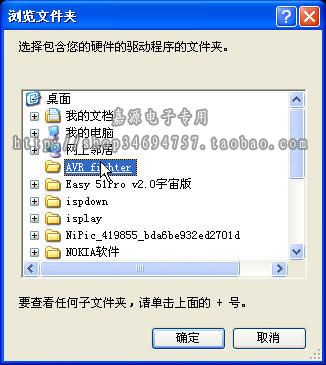 浏览文件夹
选择包含您的硬件的驱动程序的文件夹。
桌面
我的文档
嘉源电子专用
我的电脑
http://shop34694757.taobao.com
网上邻居
AVR_fighter
Easy 51Pro v2.0宇宙版
ispdown
isplay
NiPic_419855_bda6be932ed2701d
NOKIA软件
要查看任何子文件夹，请单击上面的 + 号。
确定
取消